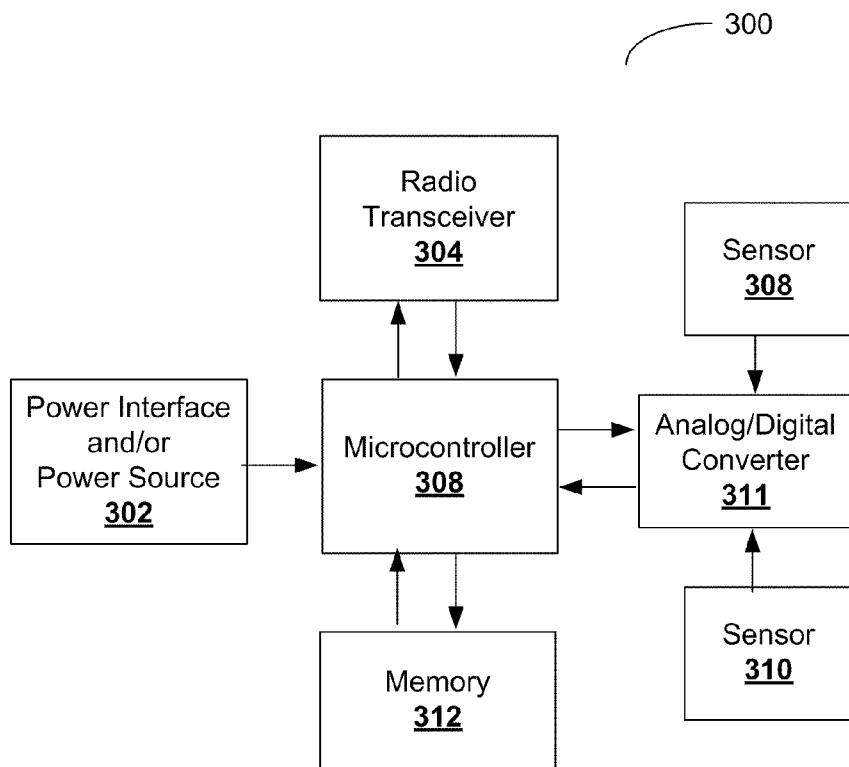 300
Radio
Transceiver
304
Sensor
308
Power Interface
and/or
Power Source
302
Microcontroller
308
Analog/Digital
Converter
311
Memory
312
Sensor
310